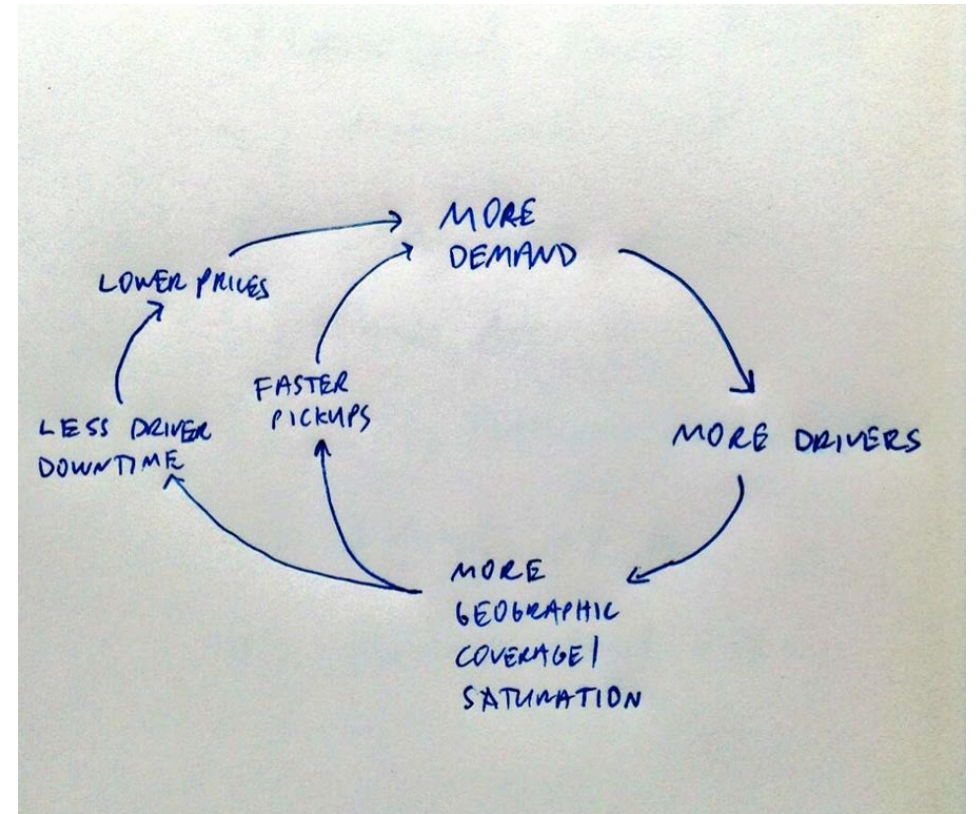 MORE
DEMAND
LOWER PRICES
FASTER
PICKUPS
LESS DRIVER
DOWNTIME
MORE DRIVERS
MORE
GEOGRAPHIC
COVERAGE/
SATURATION